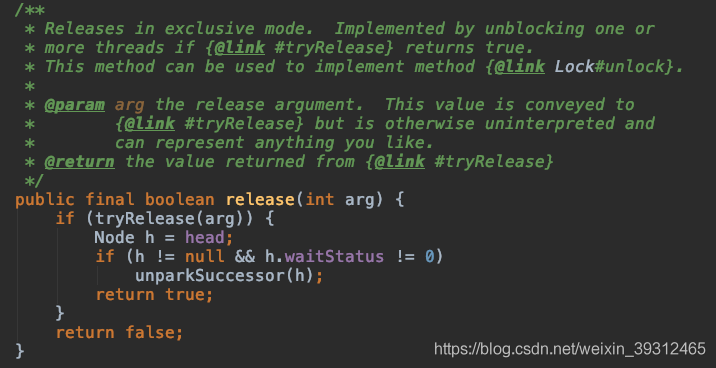 /**
 * Releases in exclusive mode.  Implemented by unblocking one or
 * more threads if {@link #tryRelease} returns true.
 * This method can be used to implement method {@link Lock#unlock}.
 *
 * @param arg the release argument.  This value is conveyed to
 *        {@link #tryRelease} but is otherwise uninterpreted and
 *        can represent anything you like.
 * @return the value returned from {@link #tryRelease}
 */
public final boolean release(int arg) {
    if (tryRelease(arg)) {
        Node h = head;
        if (h != null && h.waitStatus != 0)
            unparkSuccessor(h);
        return true;
    }
    return false;
}
https://blog.csdn.net/weixin_39312465